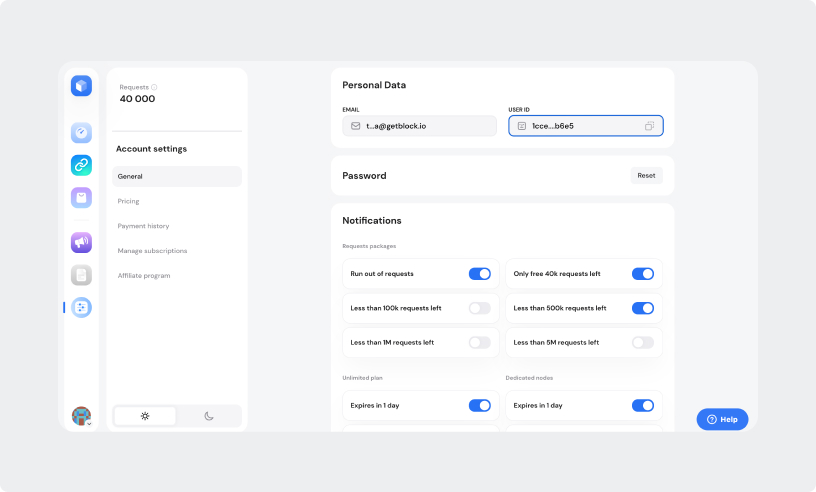 Requests
40 000
Account settings
General
Pricing
Payment history
Manage subscriptions
Affiliate program
Personal Data
EMAIL
USER ID
t...a@getblock.io
1cce....b6e5
Password
Reset
Notifications
Requests packages
Run out of requests
Only free 40k requests left
Less than 100k requests left
Less than 500k requests left
Less than 1M requests left
Less than 5M requests left
Unlimited plan
Dedicated nodes
Expires in 1 day
Expires in 1 day
Help